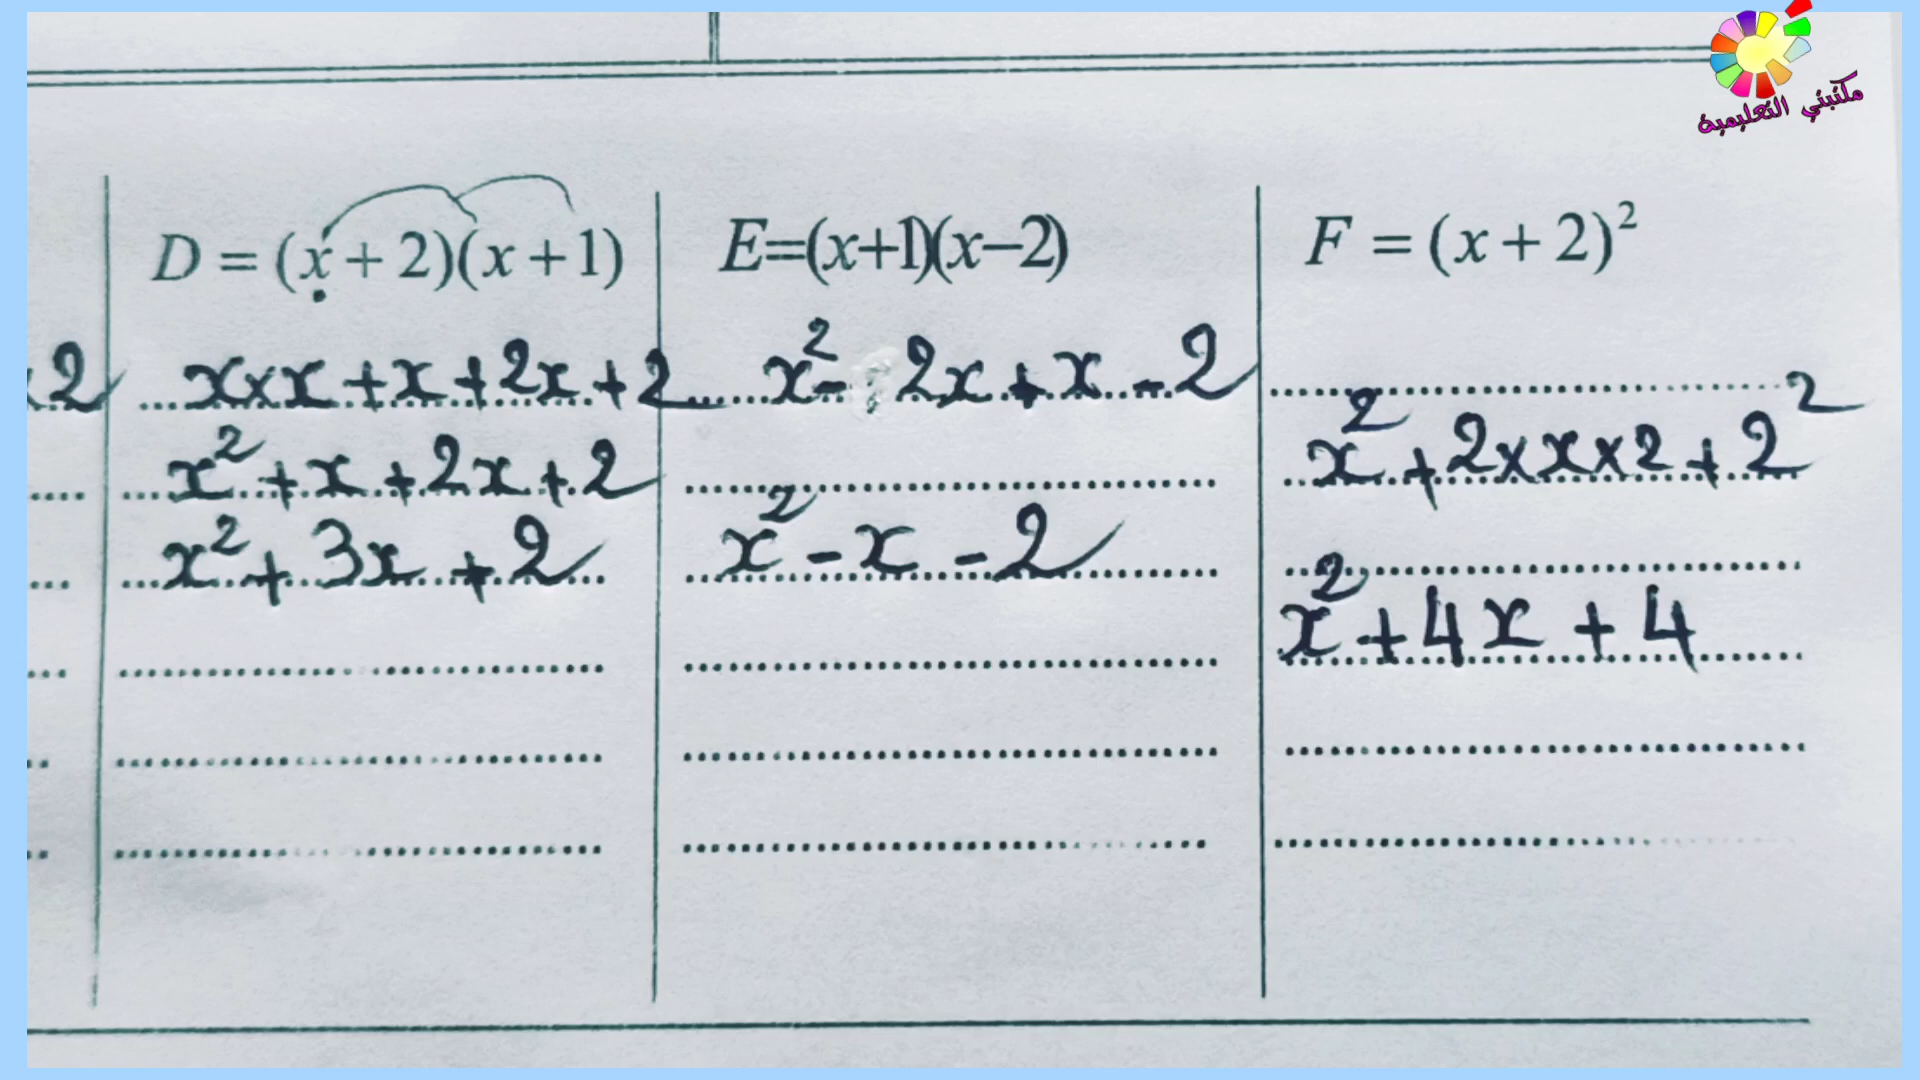 مكتبتي التعليمية
D = (x + 2)(x + 1)
x×x + x + 2x + 2
x² + x + 2x + 2
x² + 3x + 2
E=(x+1)(x−2)
x² - 2x + x - 2
x² - x - 2
F = (x + 2)²
x² + 2×x×2 + 2²
x² + 4x + 4